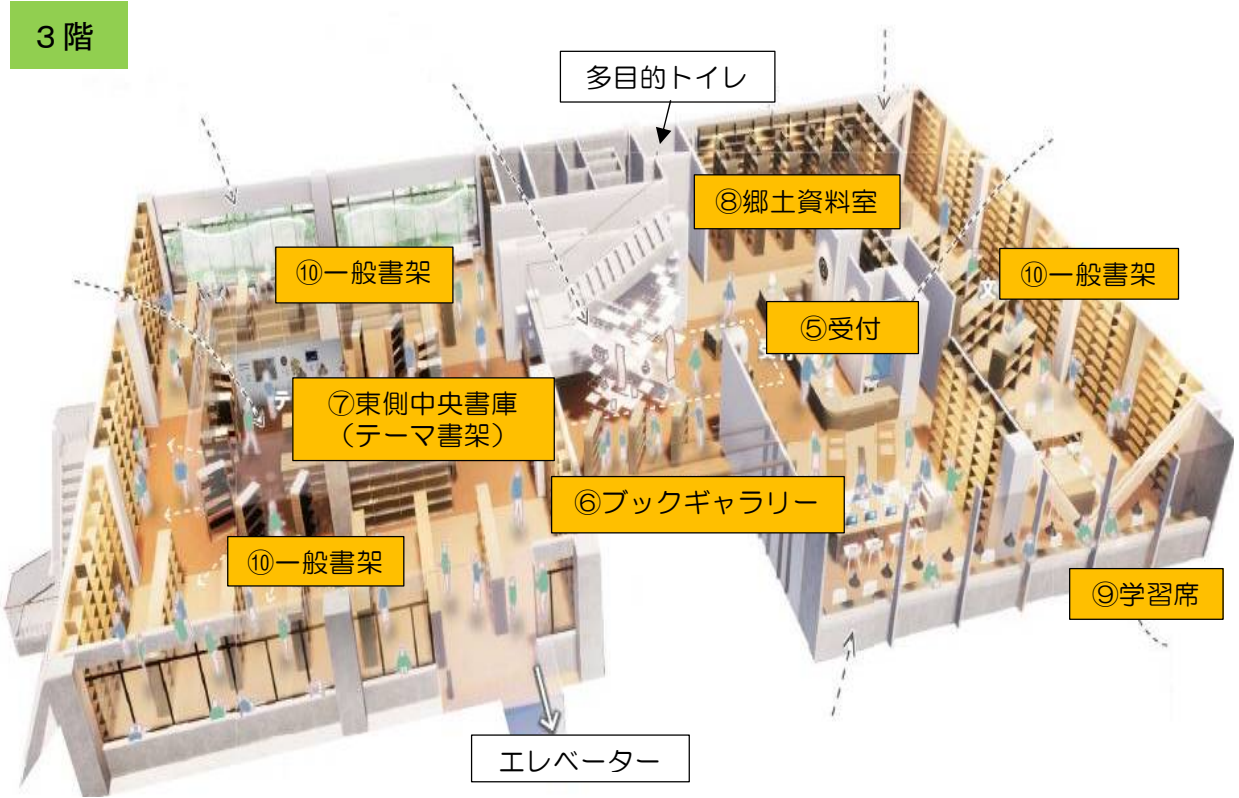 3階
多目的トイレ
⑧郷土資料室
⑩一般書架
⑩一般書架
⑤受付
⑦東側中央書庫
（テーマ書架）
⑥ブックギャラリー
⑩一般書架
⑨学習席
エレベーター